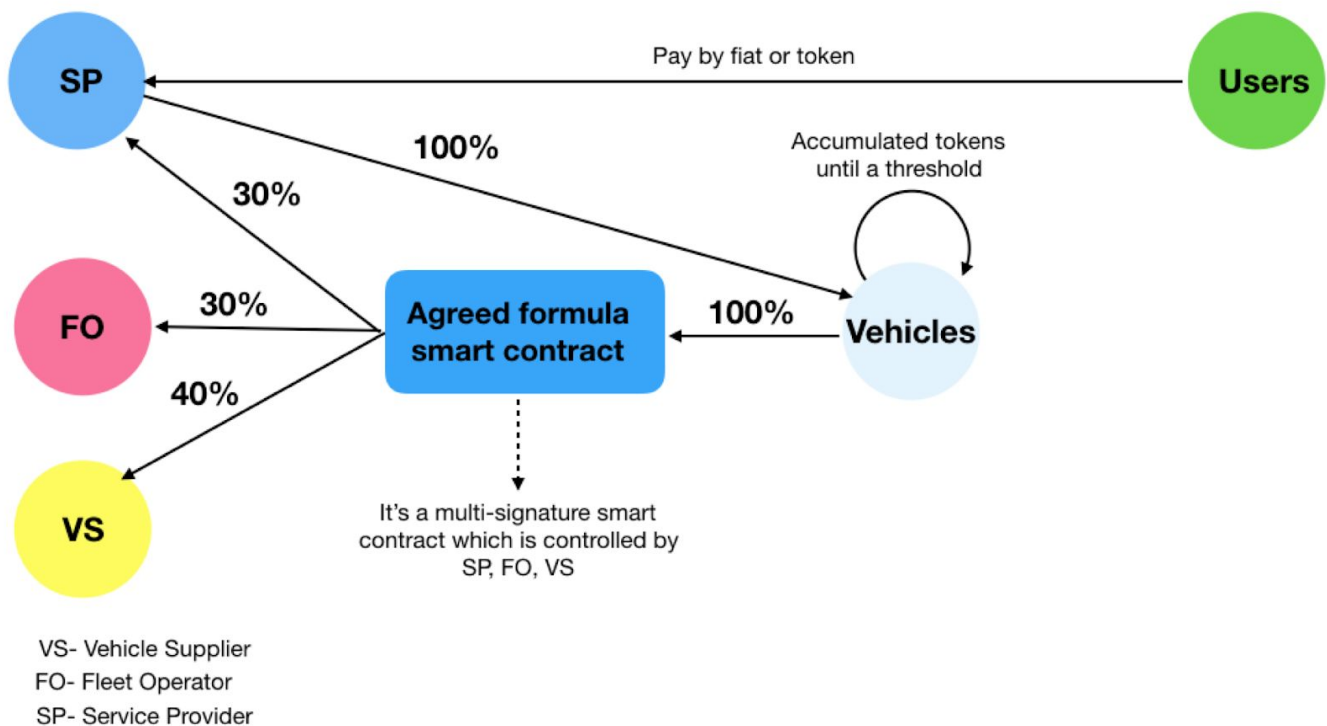 Pay by fiat or token
SP
Users
100%
Accumulated tokens
until a threshold
30%
30%
Agreed formula
smart contract
100%
Vehicles
FO
40%
VS
It’s a multi-signature smart
contract which is controlled by
SP, FO, VS
VS- Vehicle Supplier
FO- Fleet Operator
SP- Service Provider